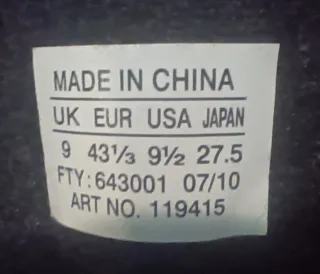 MADE IN CHINA
UK EUR USA JAPAN
9 43⅓ 9½ 27.5
FTY: 643001 07/10
ART NO. 119415